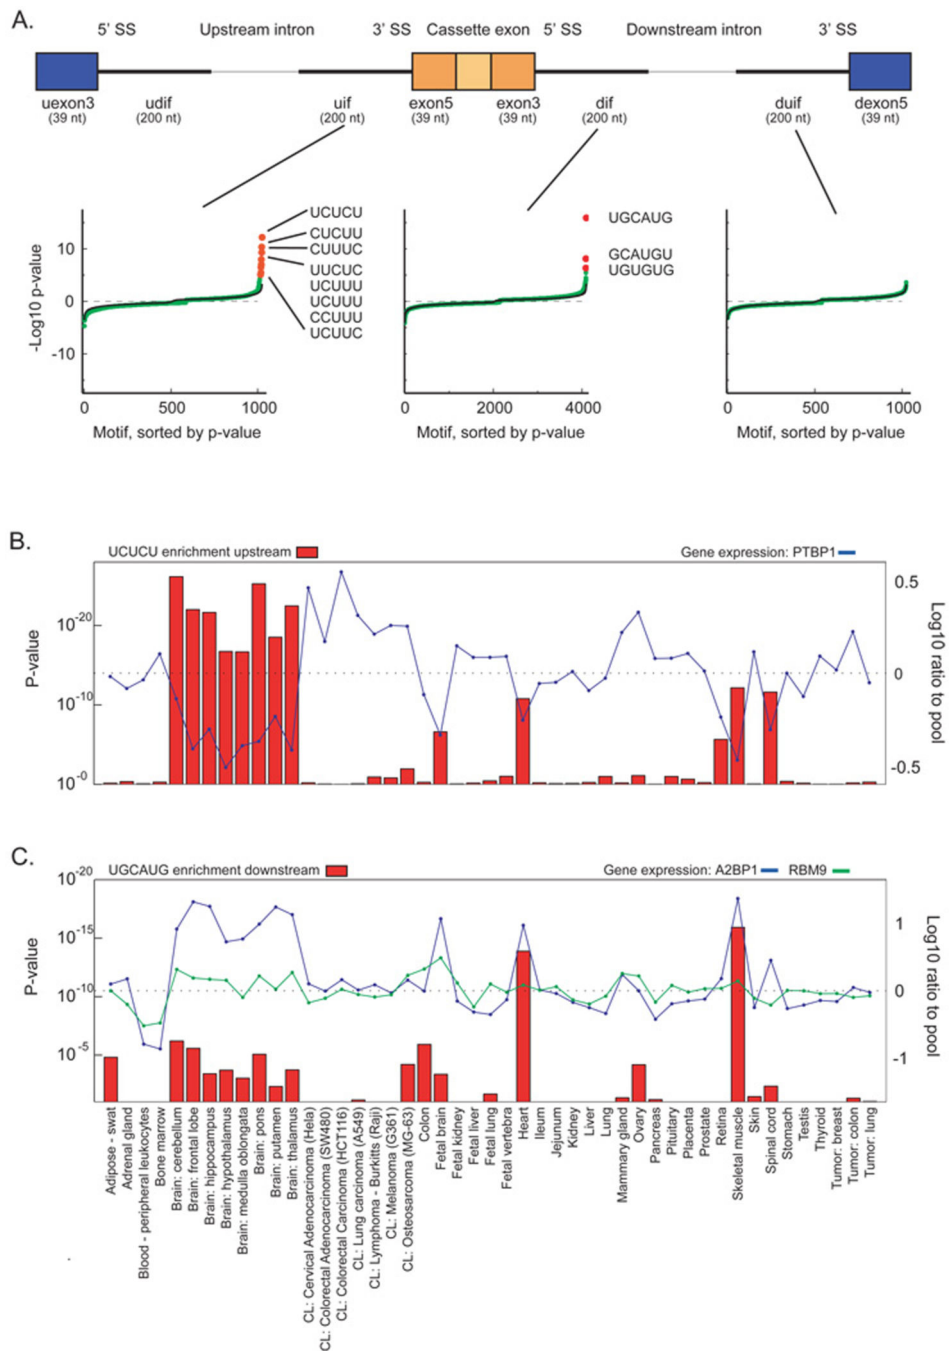 A.
5' SS Upstream intron 3' SS Cassette exon 5' SS Downstream intron 3' SS
uexon3 udif uif exon5 exon3 dif duif dexon5
(39 nt) (200 nt) (200 nt) (39 nt) (39 nt) (200 nt) (200 nt) (39 nt)
UCUCU
CUCUU
CUUUC
UUCUC
UCUUU
UCUUU
CCUUU
UCUUC
UGCAUG
GCAUGU
UGUGUG
-Log10 p-value
10
0
-10
0 500 1000
0 2000 4000
0 500 1000
Motif, sorted by p-value Motif, sorted by p-value Motif, sorted by p-value
B.
UCUCU enrichment upstream Gene expression: PTBP1
P-value
10-20
10-10
10-0
0.5
0
-0.5
Log10 ratio to pool
C.
UGCAUG enrichment downstream Gene expression: A2BP1 RBM9
P-value
10-20
10-15
10-10
10-5
1
0
-1
Log10 ratio to pool
Adipose - swat
Adrenal gland
Blood - peripheral leukocytes
Bone marrow
Brain: cerebellum
Brain: frontal lobe
Brain: hippocampus
Brain: hypothalamus
Brain: medulla oblongata
Brain: pons
Brain: putamen
Brain: thalamus
CL: Cervical Adenocarcinoma (Hela)
CL: Colorectal Adenocarcinoma (SW480)
CL: Colorectal Carcinoma (HCT116)
CL: Lung carcinoma (A549)
CL: Lymphoma - Burkitts (Raji)
CL: Melanoma (G361)
CL: Osteosarcoma (MG-63)
Colon
Fetal brain
Fetal kidney
Fetal liver
Fetal lung
Fetal vertebra
Heart
Ileum
Jejunum
Kidney
Liver
Lung
Mammary gland
Ovary
Pancreas
Pituitary
Placenta
Prostate
Retina
Skeletal muscle
Skin
Spinal cord
Stomach
Testis
Thyroid
Tumor: breast
Tumor: colon
Tumor: lung